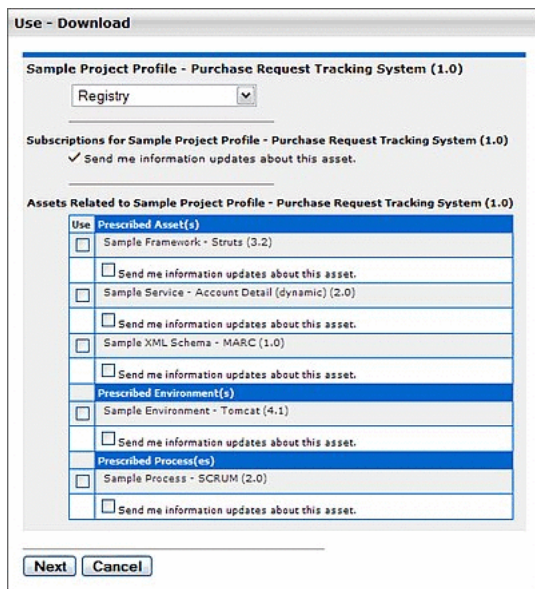 Use - Download
Sample Project Profile - Purchase Request Tracking System (1.0)
Registry
Subscriptions for Sample Project Profile - Purchase Request Tracking System (1.0)
Send me information updates about this asset.
Assets Related to Sample Project Profile - Purchase Request Tracking System (1.0)
Use Prescribed Asset(s)
Sample Framework - Struts (3.2)
Send me information updates about this asset.
Sample Service - Account Detail (dynamic) (2.0)
Send me information updates about this asset.
Sample XML Schema - MARC (1.0)
Send me information updates about this asset.
Prescribed Environment(s)
Sample Environment - Tomcat (4.1)
Send me information updates about this asset.
Prescribed Process(es)
Sample Process - SCRUM (2.0)
Send me information updates about this asset.
Next Cancel